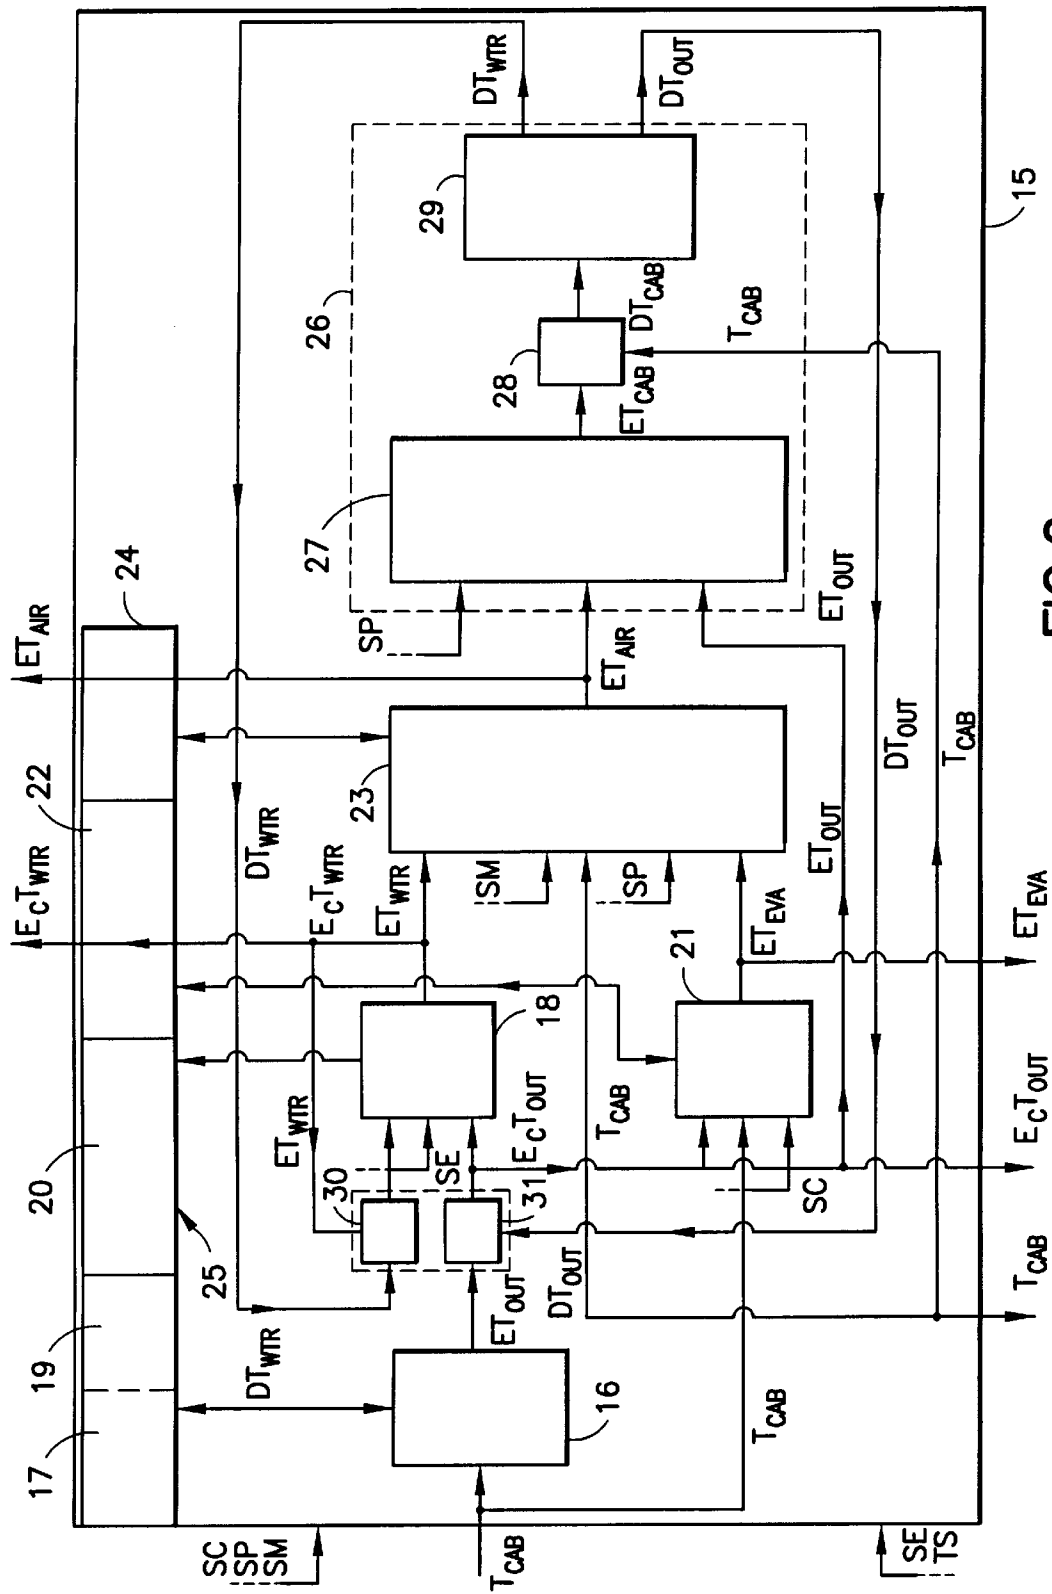 17
19
20
E_CT_WTR
22
ET_AIR
24
25
SC
SP
SM
DT_WTR
DT_WTR
ET_WTR
E_CT_WTR
26
30
ET_WTR
23
SP
27
29
DT_WTR
SE
SM
T_CAB
ET_OUT
31
E_CT_OUT
18
28
DT_OUT
16
T_CAB
SP
ET_AIR
ET_CAB
DT_CAB
DT_OUT
21
T_CAB
ET_EVA
T_CAB
SC
ET_OUT
ET_OUT
DT_OUT
SE
TS
T_CAB
T_CAB
E_CT_OUT
ET_EVA
15
FIG.